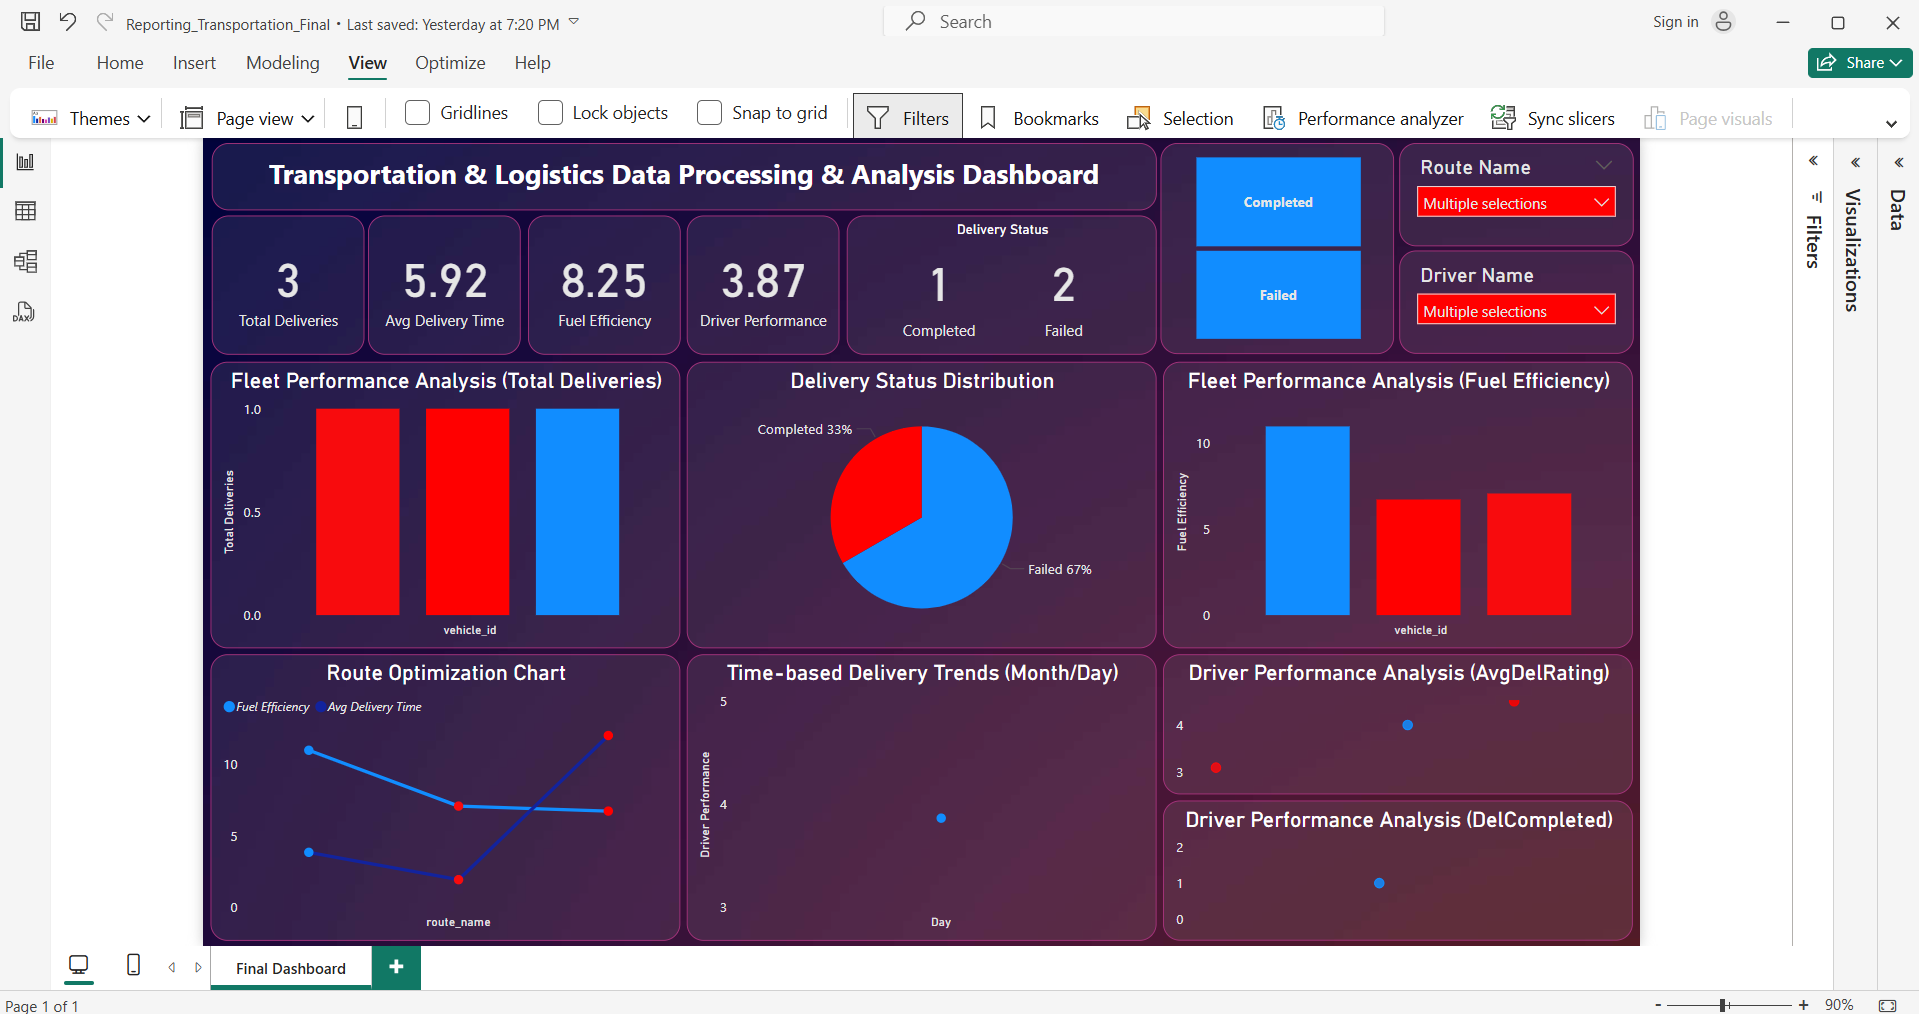 Reporting_Transportation_Final • Last saved: Yesterday at 7:20 PM
Search
Sign in
File Home Insert Modeling View Optimize Help
Share
Themes
Page view
Gridlines
Lock objects
Snap to grid
Filters
Bookmarks
Selection
Performance analyzer
Sync slicers
Page visuals
DAX
Transportation & Logistics Data Processing & Analysis Dashboard
3
Total Deliveries
5.92
Avg Delivery Time
8.25
Fuel Efficiency
3.87
Driver Performance
Delivery Status
1
Completed
2
Failed
Completed
Failed
Route Name
Multiple selections
Driver Name
Multiple selections
Filters
Visualizations
Data
Fleet Performance Analysis (Total Deliveries)
Total Deliveries
1.0
0.5
0.0
vehicle_id
Delivery Status Distribution
Completed 33%
Failed 67%
Fleet Performance Analysis (Fuel Efficiency)
Fuel Efficiency
10
5
0
vehicle_id
Route Optimization Chart
Fuel Efficiency Avg Delivery Time
10
5
0
route_name
Time-based Delivery Trends (Month/Day)
Driver Performance
5
4
3
Day
Driver Performance Analysis (AvgDelRating)
4
3
Driver Performance Analysis (DelCompleted)
2
1
0
Final Dashboard
+
Page 1 of 1
- + 90%